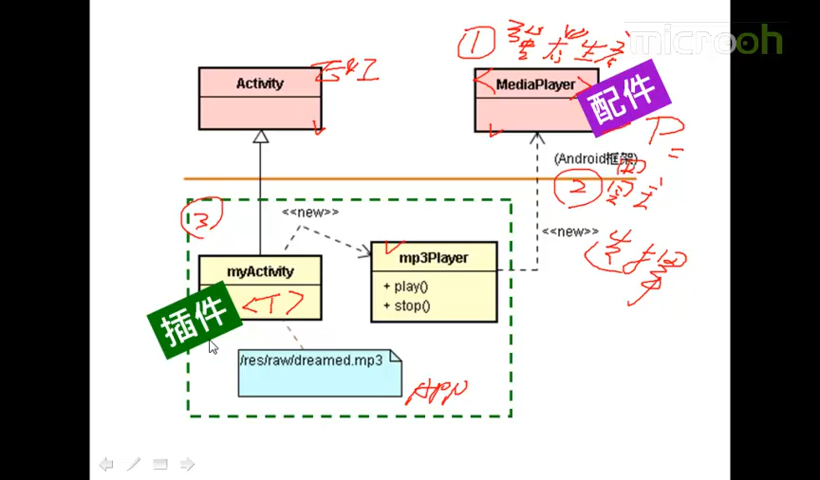 microoh
①
Activity
MediaPlayer
配件
P
(Android框架)
②
③
<<new>>
<<new>>
myActivity
<T>
mp3Player
+ play()
+ stop()
插件
/res/raw/dreamed.mp3
APP